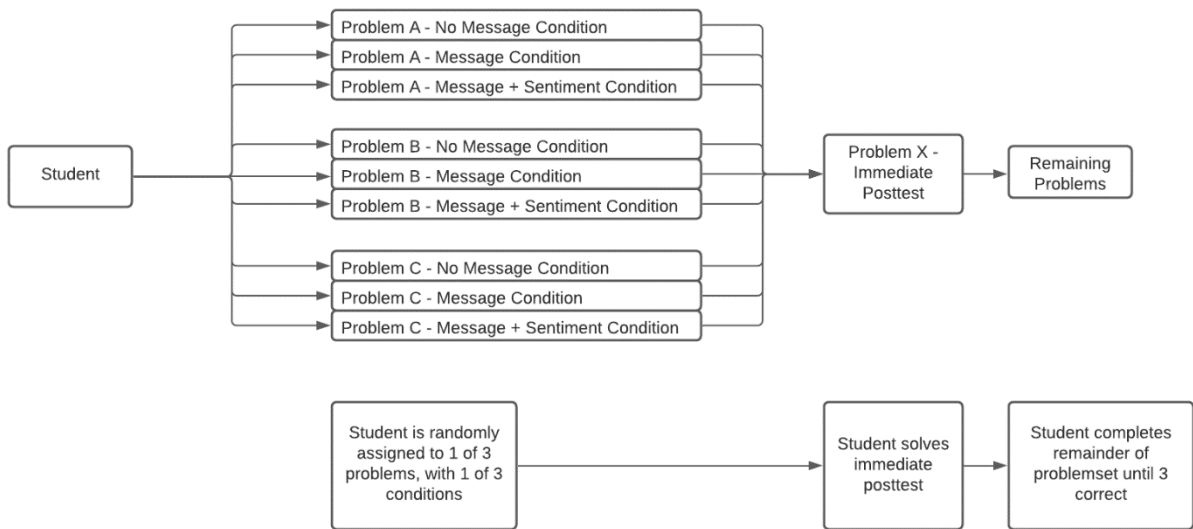 Problem A - No Message Condition
Problem A - Message Condition
Problem A - Message + Sentiment Condition
Student
Problem B - No Message Condition
Problem B - Message Condition
Problem B - Message + Sentiment Condition
Problem X -
Immediate
Posttest
Remaining
Problems
Problem C - No Message Condition
Problem C - Message Condition
Problem C - Message + Sentiment Condition
Student is randomly
assigned to 1 of 3
problems, with 1 of 3
conditions
Student solves
immediate
posttest
Student completes
remainder of
problemset until 3
correct